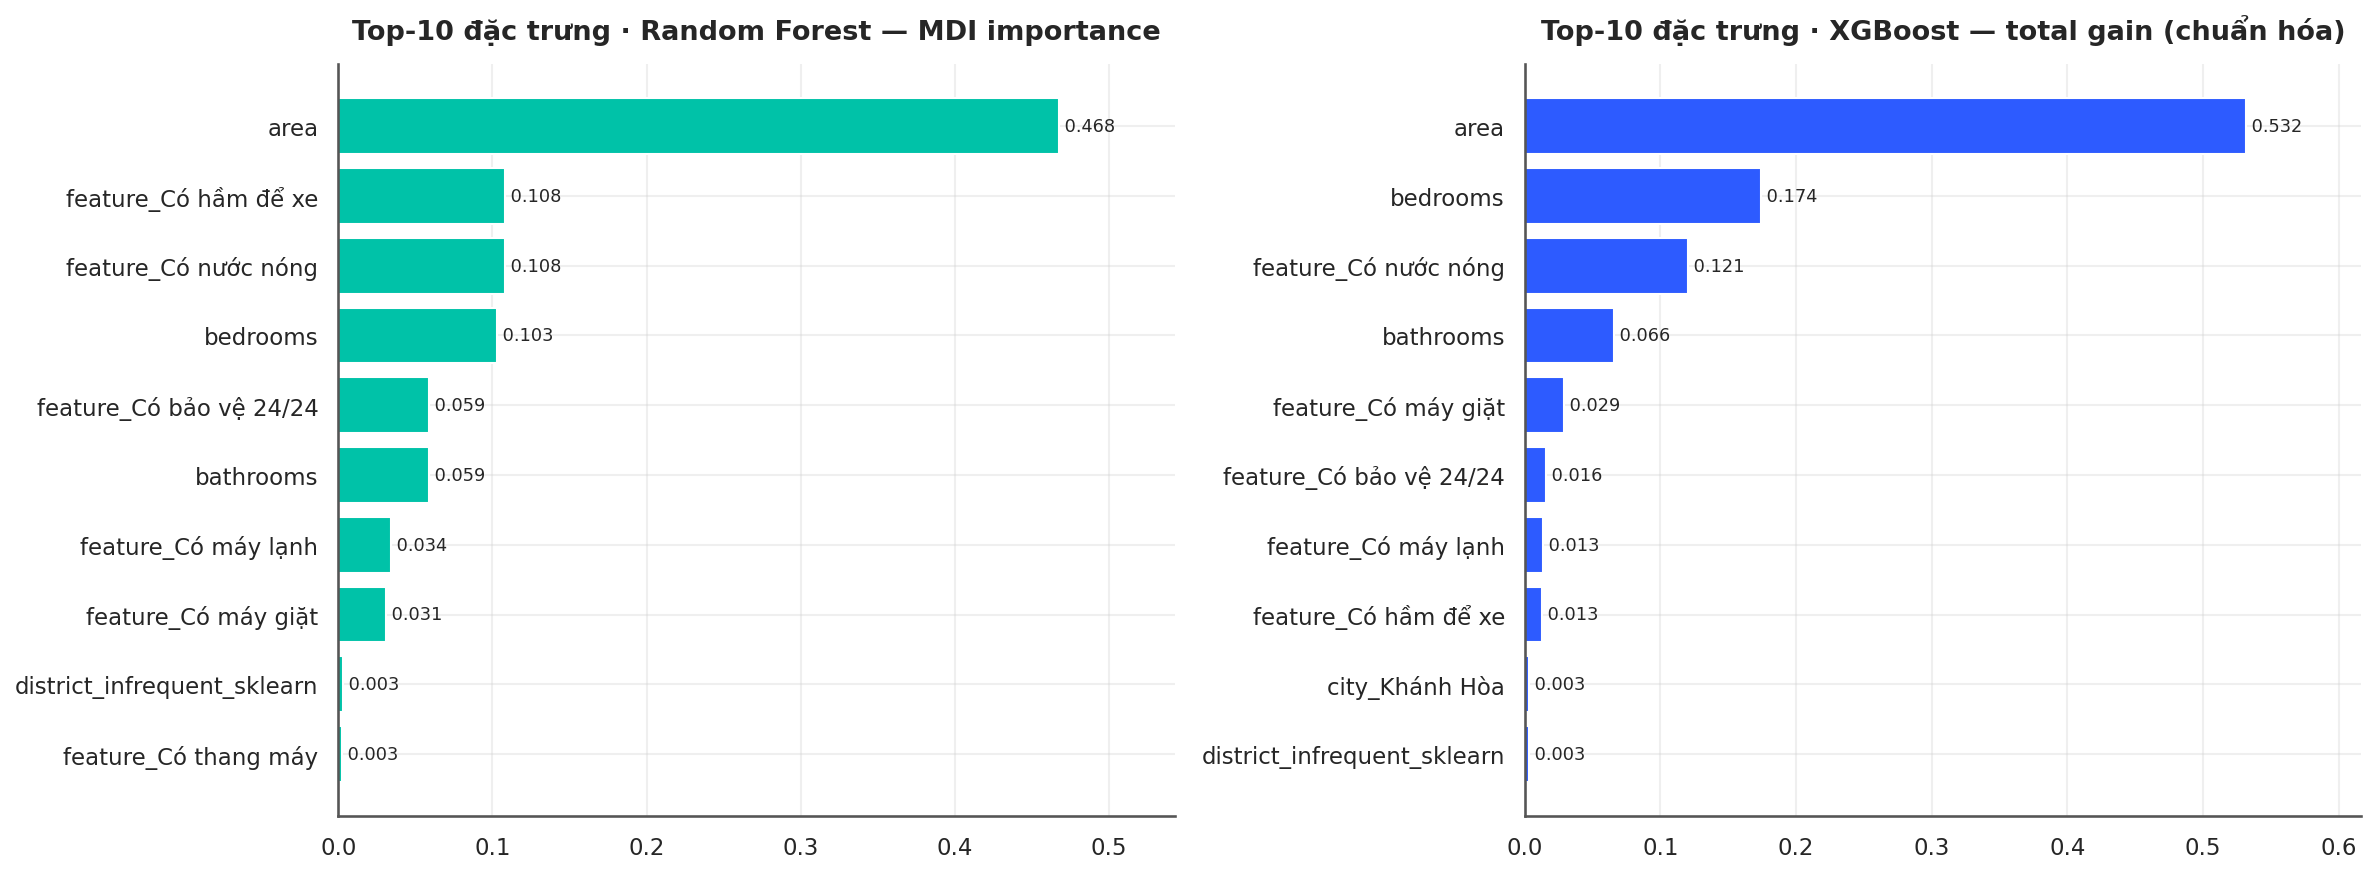 Top-10 đặc trưng · Random Forest — MDI importance
area
0.468
feature_Có hầm để xe
0.108
feature_Có nước nóng
0.108
bedrooms
0.103
feature_Có bảo vệ 24/24
0.059
bathrooms
0.059
feature_Có máy lạnh
0.034
feature_Có máy giặt
0.031
district_infrequent_sklearn
0.003
feature_Có thang máy
0.003
0.0 0.1 0.2 0.3 0.4 0.5
Top-10 đặc trưng · XGBoost — total gain (chuẩn hóa)
area
0.532
bedrooms
0.174
feature_Có nước nóng
0.121
bathrooms
0.066
feature_Có máy giặt
0.029
feature_Có bảo vệ 24/24
0.016
feature_Có máy lạnh
0.013
feature_Có hầm để xe
0.013
city_Khánh Hòa
0.003
district_infrequent_sklearn
0.003
0.0 0.1 0.2 0.3 0.4 0.5 0.6